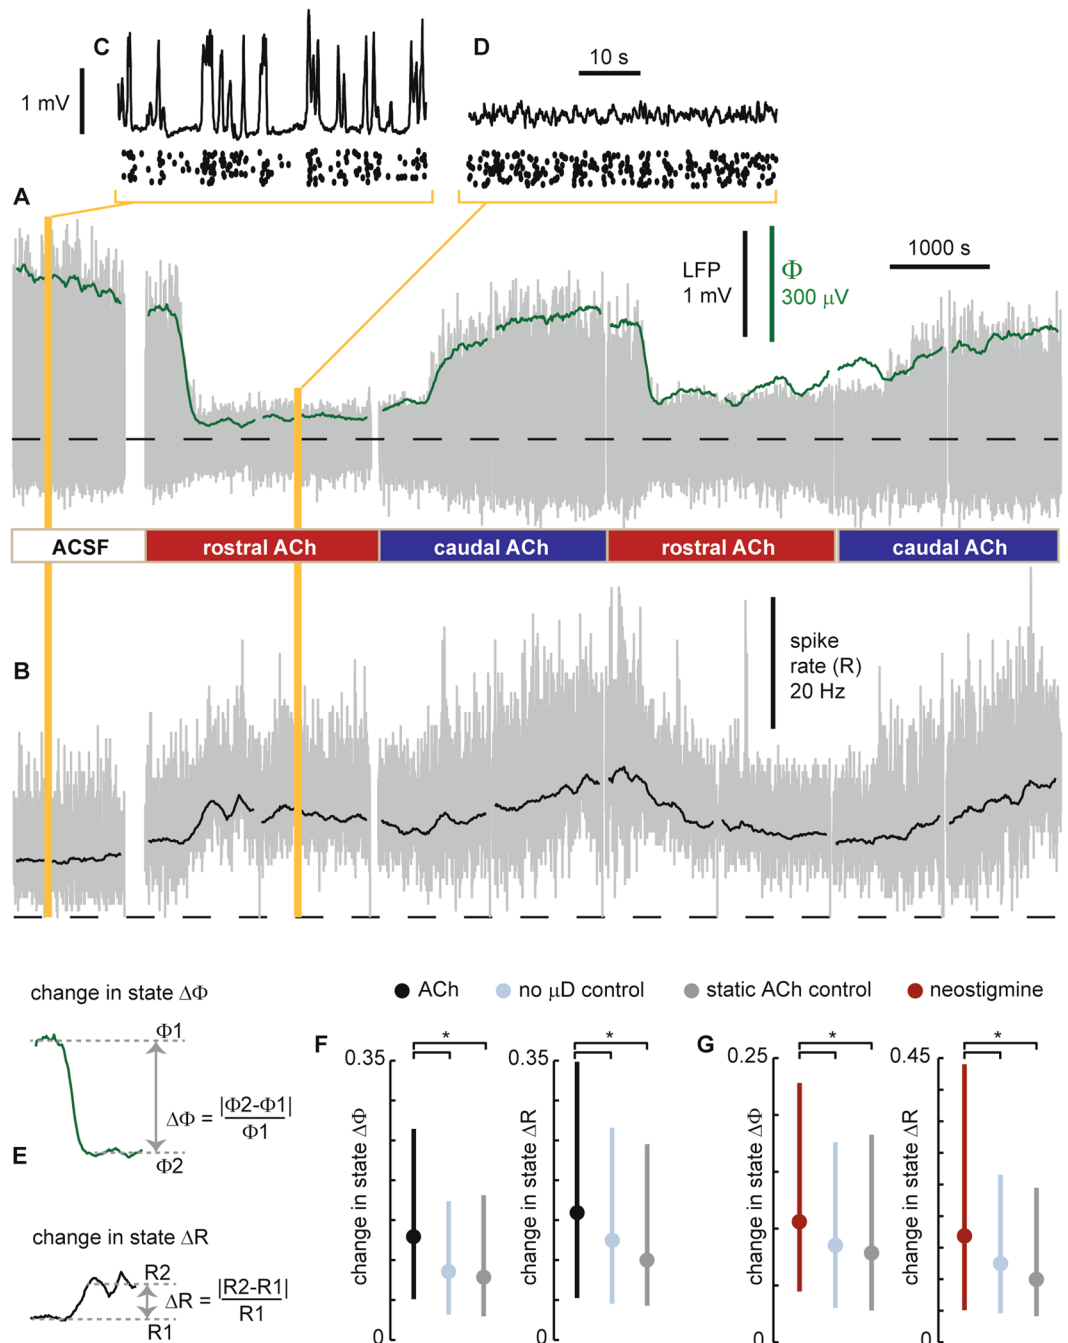 C
D
10 s
1 mV
A
1000 s
LFP
1 mV
Φ
300 μV
ACSF
rostral ACh
caudal ACh
rostral ACh
caudal ACh
B
spike
rate (R)
20 Hz
change in state ΔΦ
Φ1
ΔΦ = |Φ2-Φ1|
Φ1
Φ2
E
change in state ΔR
R2
ΔR = |R2-R1|
R1
R1
ACh
no μD control
static ACh control
neostigmine
F
*
0.35
change in state ΔΦ
0
*
0.35
change in state ΔR
0
G
*
0.25
change in state ΔΦ
0
*
0.45
change in state ΔR
0